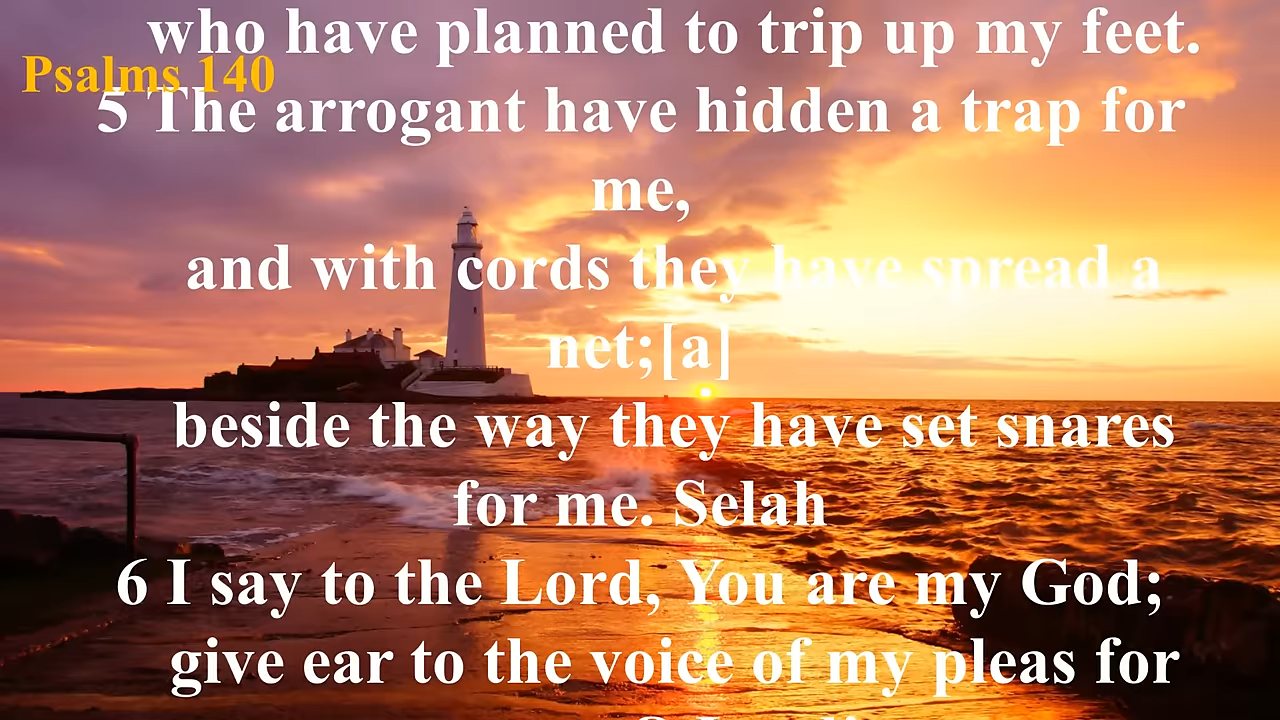 who have planned to trip up my feet.
Psalms 140
5 The arrogant have hidden a trap for
me,
and with cords they have spread a
net;[a]
beside the way they have set snares
for me. Selah
6 I say to the Lord, You are my God;
give ear to the voice of my pleas for